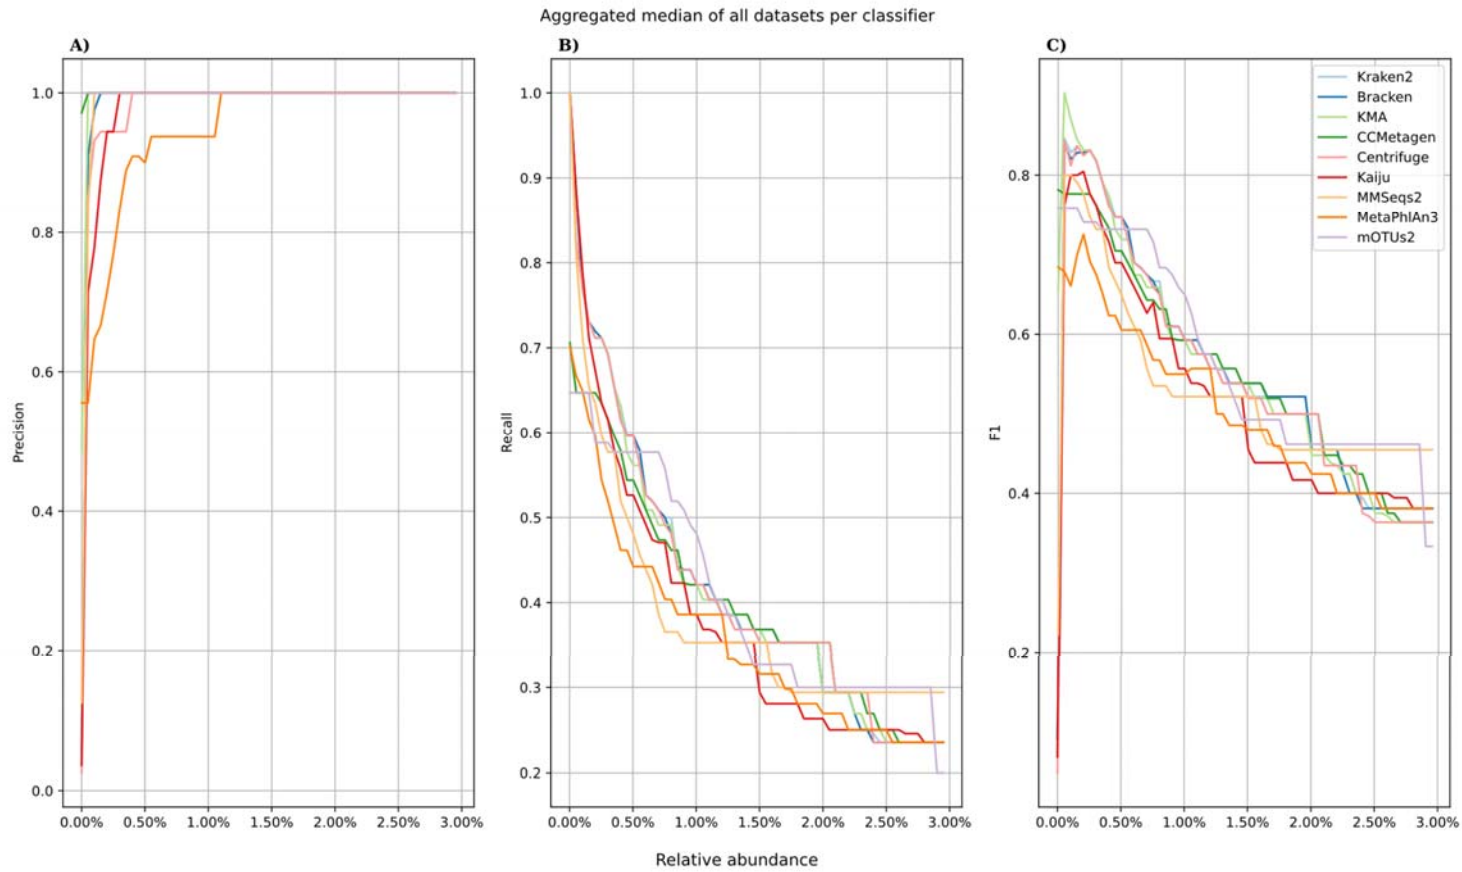 Aggregated median of all datasets per classifier
A)
Precision
1.0
0.8
0.6
0.4
0.2
0.0
0.00% 0.50% 1.00% 1.50% 2.00% 2.50% 3.00%
B)
Recall
1.0
0.9
0.8
0.7
0.6
0.5
0.4
0.3
0.2
0.00% 0.50% 1.00% 1.50% 2.00% 2.50% 3.00%
C)
F1
0.8
0.6
0.4
0.2
0.00% 0.50% 1.00% 1.50% 2.00% 2.50% 3.00%
Kraken2
Bracken
KMA
CCMetagen
Centrifuge
Kaiju
MMSeqs2
MetaPhlAn3
mOTUs2
Relative abundance